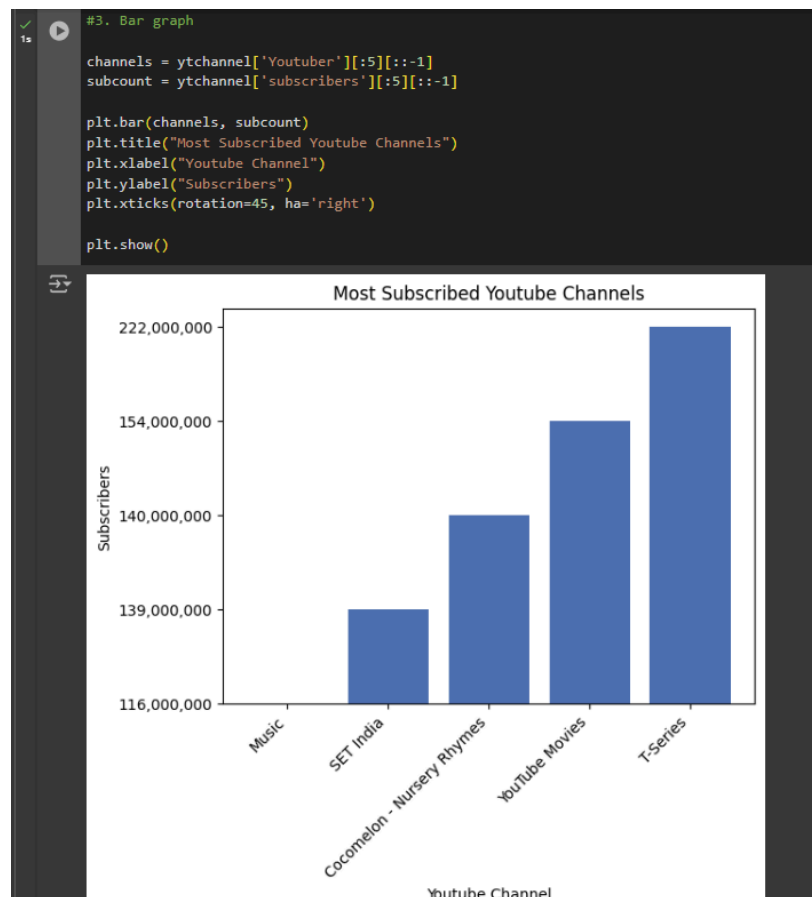 1s
#3. Bar graph
channels = ytchannel['Youtuber'][:5][::-1]
subcount = ytchannel['subscribers'][:5][::-1]
plt.bar(channels, subcount)
plt.title("Most Subscribed Youtube Channels")
plt.xlabel("Youtube Channel")
plt.ylabel("Subscribers")
plt.xticks(rotation=45, ha='right')
plt.show()
Most Subscribed Youtube Channels
222,000,000
154,000,000
140,000,000
139,000,000
116,000,000
Subscribers
Music
SET India
Cocomelon - Nursery Rhymes
YouTube Movies
T-Series
Youtube Channel